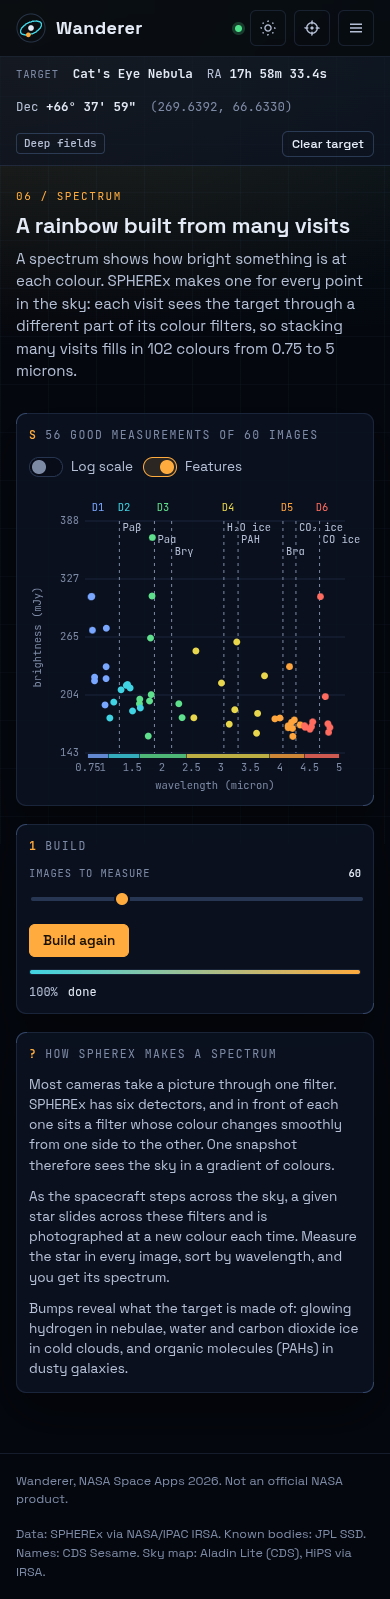 Wanderer
TARGET Cat's Eye Nebula RA 17h 58m 33.4s
Dec +66° 37' 59" (269.6392, 66.6330)
Deep fields Clear target
06 / SPECTRUM
A rainbow built from many visits
A spectrum shows how bright something is at
each colour. SPHEREx makes one for every point
in the sky: each visit sees the target through a
different part of its colour filters, so stacking
many visits fills in 102 colours from 0.75 to 5
microns.
S 56 GOOD MEASUREMENTS OF 60 IMAGES
Log scale Features
D1 D2 D3 D4 D5 D6
388
Paβ H₂O ice CO₂ ice
Paα PAH CO ice
Brγ Brα
327
265
204
143
brightness (mJy)
0.75 1 1.5 2 2.5 3 3.5 4 4.5 5
wavelength (micron)
1 BUILD
IMAGES TO MEASURE 60
Build again
100% done
? HOW SPHEREX MAKES A SPECTRUM
Most cameras take a picture through one filter.
SPHEREx has six detectors, and in front of each
one sits a filter whose colour changes smoothly
from one side to the other. One snapshot
therefore sees the sky in a gradient of colours.
As the spacecraft steps across the sky, a given
star slides across these filters and is
photographed at a new colour each time. Measure
the star in every image, sort by wavelength, and
you get its spectrum.
Bumps reveal what the target is made of: glowing
hydrogen in nebulae, water and carbon dioxide ice
in cold clouds, and organic molecules (PAHs) in
dusty galaxies.
Wanderer, NASA Space Apps 2026. Not an official NASA
product.
Data: SPHEREx via NASA/IPAC IRSA. Known bodies: JPL SSD.
Names: CDS Sesame. Sky map: Aladin Lite (CDS), HiPS via
IRSA.